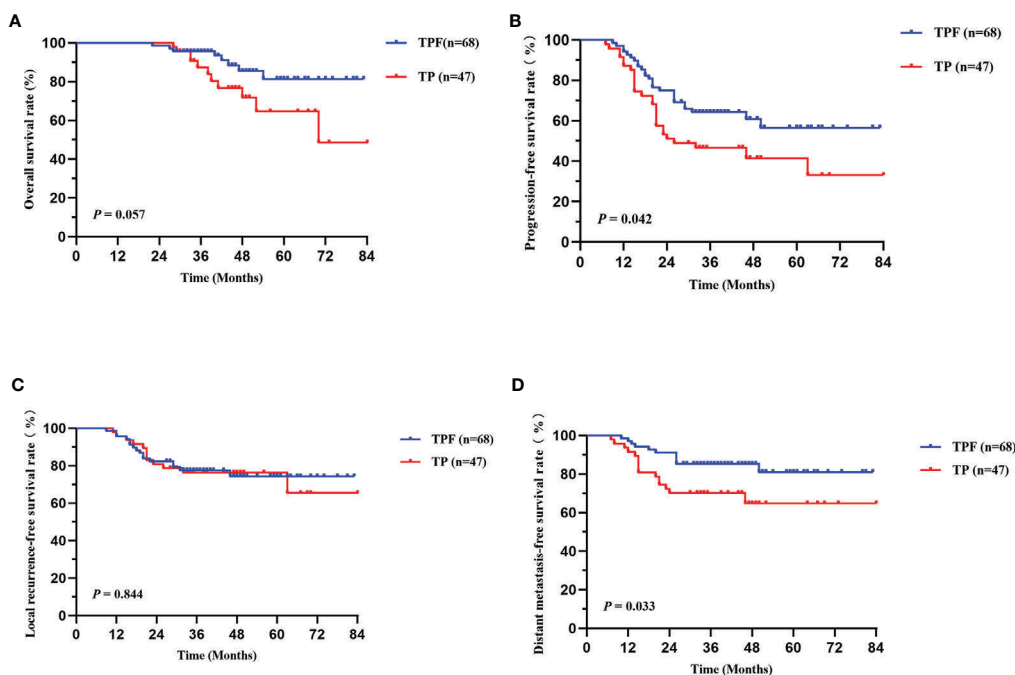 A
TPF(n=68)
TP (n=47)
Overall survival rate (%)
100
80
60
40
20
0
P = 0.057
0 12 24 36 48 60 72 84
Time (Months)
B
TPF (n=68)
TP (n=47)
Progression-free survival rate（ %）
100
80
60
40
20
0
P = 0.042
0 12 24 36 48 60 72 84
Time (Months)
C
TPF (n=68)
TP (n=47)
Local recurrence-free survival rate（ %）
100
80
60
40
20
0
P = 0.844
0 12 24 36 48 60 72 84
Time (Months)
D
TPF (n=68)
TP (n=47)
Distant metastasis-free survival rate（ %）
100
80
60
40
20
0
P = 0.033
0 12 24 36 48 60 72 84
Time (Months)